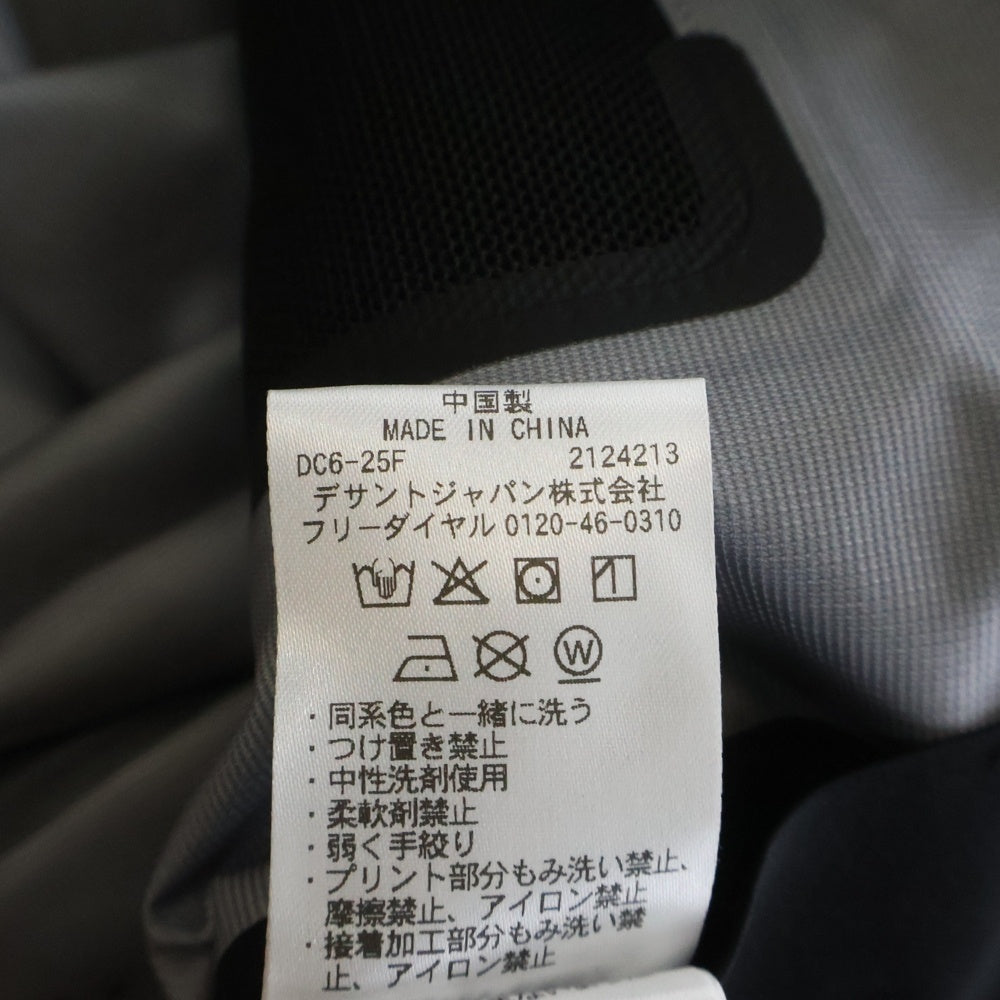 中国製
MADE IN CHINA
DC6-25F 2124213
デサントジャパン株式会社
フリーダイヤル 0120-46-0310
W
・同系色と一緒に洗う
・つけ置き禁止
・中性洗剤使用
・柔軟剤禁止
・弱く手絞り
・プリント部分もみ洗い禁止、
摩擦禁止、アイロン禁止
・接着加工部分もみ洗い禁
止、アイロン禁止